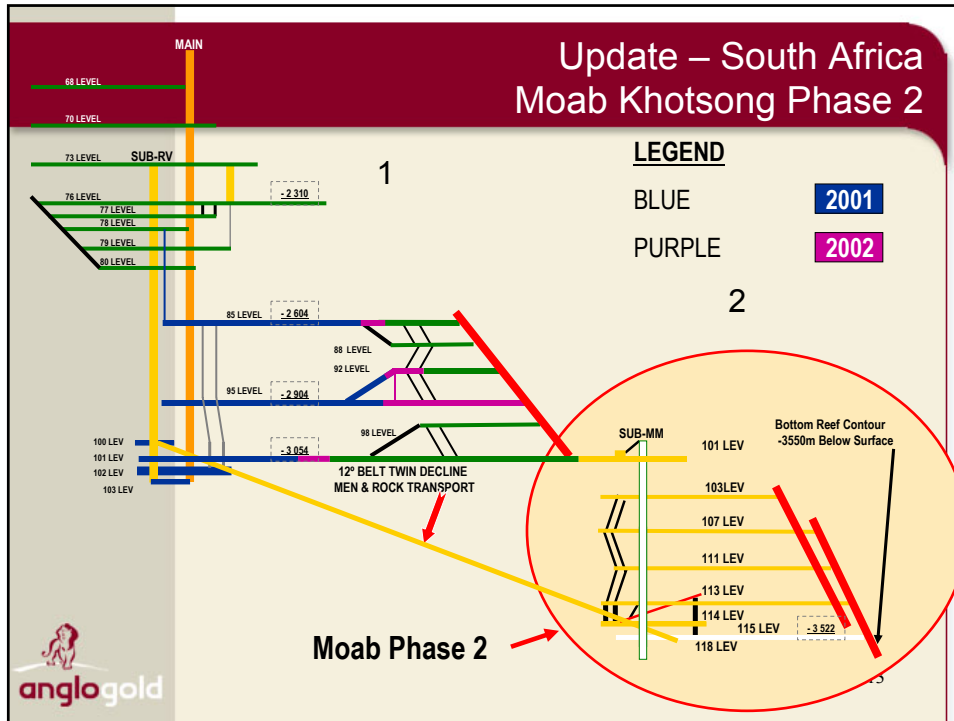 MAIN
Update – South Africa
Moab Khotsong Phase 2
68 LEVEL
70 LEVEL
73 LEVEL
SUB-RV
1
LEGEND
BLUE
2001
PURPLE
2002
76 LEVEL
- 2 310
77 LEVEL
78 LEVEL
79 LEVEL
80 LEVEL
2
85 LEVEL
- 2 604
88 LEVEL
92 LEVEL
95 LEVEL
- 2 904
98 LEVEL
100 LEV
101 LEV
- 3 054
102 LEV
103 LEV
12º BELT TWIN DECLINE
MEN & ROCK TRANSPORT
SUB-MM
Bottom Reef Contour
-3550m Below Surface
101 LEV
103LEV
107 LEV
111 LEV
113 LEV
114 LEV
115 LEV
- 3 522
118 LEV
Moab Phase 2
anglogold